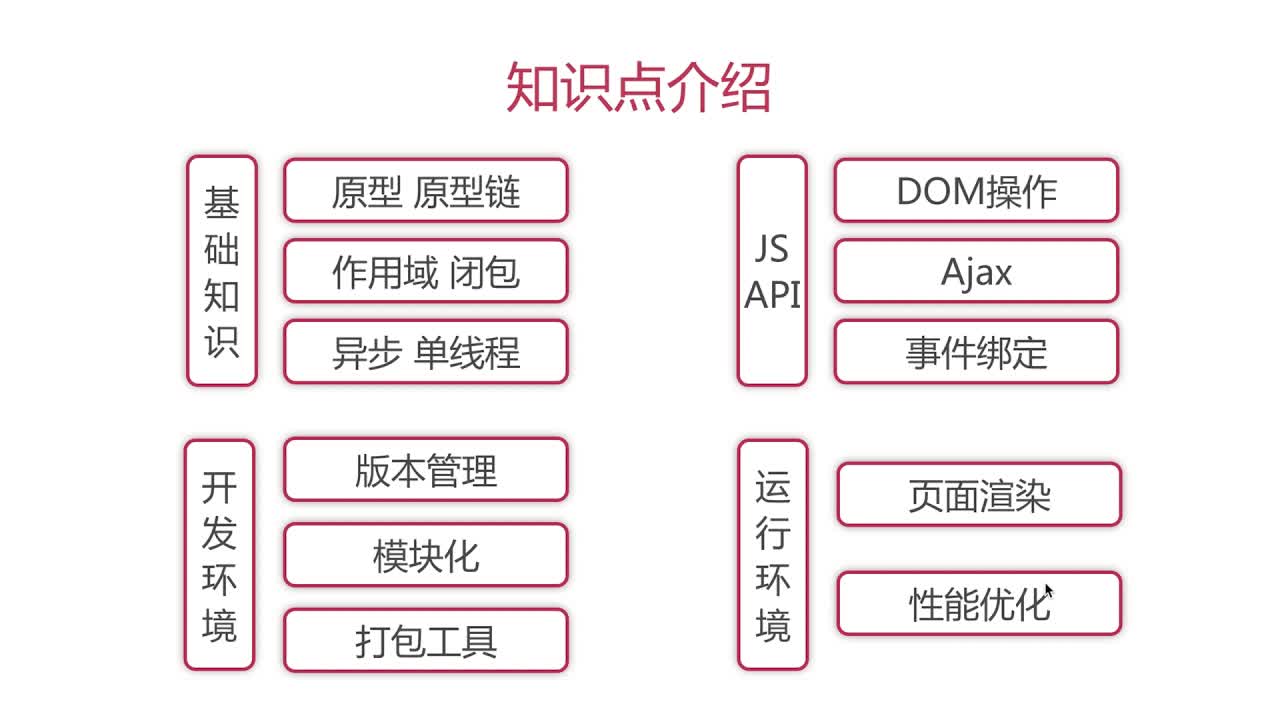 知识点介绍
基础知识
原型 原型链
作用域 闭包
异步 单线程
JS
API
DOM操作
Ajax
事件绑定
开发环境
版本管理
模块化
打包工具
运行环境
页面渲染
性能优化